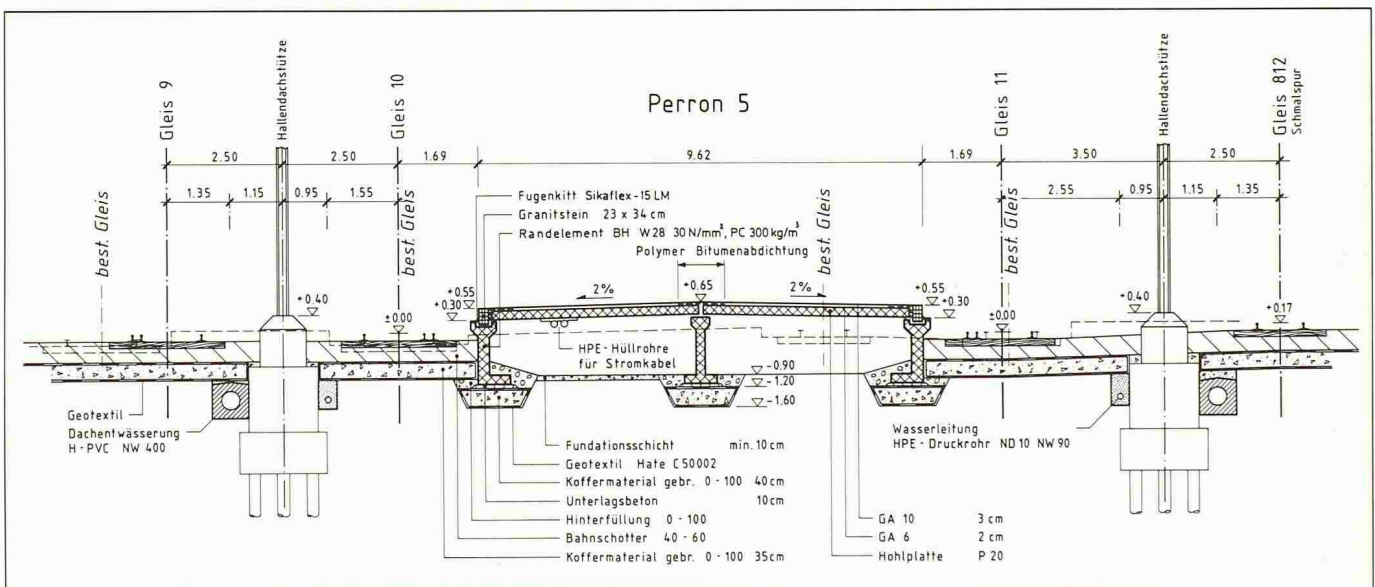 Perron 5
Gleis 9
Hallendachstütze
Gleis 10
Gleis 11
Hallendachstütze
Gleis 812
Schmalspur
2.50
2.50
1.69
9.62
1.69
3.50
2.50
1.35
1.15
0.95
1.55
2.55
0.95
1.15
1.35
best. Gleis
best. Gleis
best. Gleis
best. Gleis
Fugenkitt Sikaflex-15 LM
Granitstein 23 x 34 cm
Randelement BH W28 30 N/mm², PC 300 kg/m³
Polymer Bitumenabdichtung
+0.40
±0.00
+0.55
+0.30
2%
+0.65
2%
+0.55
+0.30
±0.00
+0.40
+0.17
HPE-Hüllrohre
für Stromkabel
-0.90
-1.20
-1.60
Geotextil
Dachentwässerung
H-PVC NW 400
Wasserleitung
HPE-Druckrohr ND 10 NW 90
Fundationsschicht min. 10 cm
Geotextil Hate C 50002
Koffermaterial gebr. 0-100 40 cm
Unterlagsbeton 10 cm
Hinterfüllung 0-100
Bahnschotter 40-60
Koffermaterial gebr. 0-100 35 cm
GA 10 3 cm
GA 6 2 cm
Hohlplatte P 20